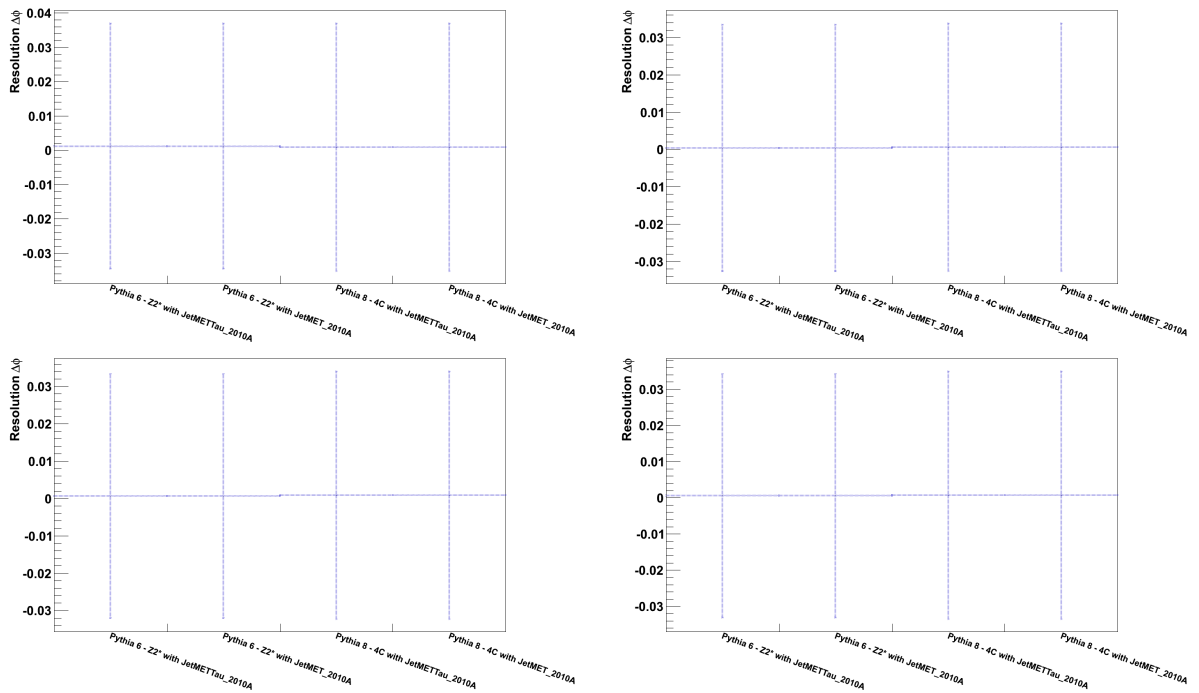 Resolution Δϕ
0.04
0.03
0.02
0.01
0
-0.01
-0.02
-0.03
Pythia 6 - Z2* with JetMETTau_2010A
Pythia 6 - Z2* with JetMET_2010A
Pythia 8 - 4C with JetMETTau_2010A
Pythia 8 - 4C with JetMET_2010A
Resolution Δϕ
0.03
0.02
0.01
0
-0.01
-0.02
-0.03
Pythia 6 - Z2* with JetMETTau_2010A
Pythia 6 - Z2* with JetMET_2010A
Pythia 8 - 4C with JetMETTau_2010A
Pythia 8 - 4C with JetMET_2010A
Resolution Δϕ
0.03
0.02
0.01
0
-0.01
-0.02
-0.03
Pythia 6 - Z2* with JetMETTau_2010A
Pythia 6 - Z2* with JetMET_2010A
Pythia 8 - 4C with JetMETTau_2010A
Pythia 8 - 4C with JetMET_2010A
Resolution Δϕ
0.03
0.02
0.01
0
-0.01
-0.02
-0.03
Pythia 6 - Z2* with JetMETTau_2010A
Pythia 6 - Z2* with JetMET_2010A
Pythia 8 - 4C with JetMETTau_2010A
Pythia 8 - 4C with JetMET_2010A